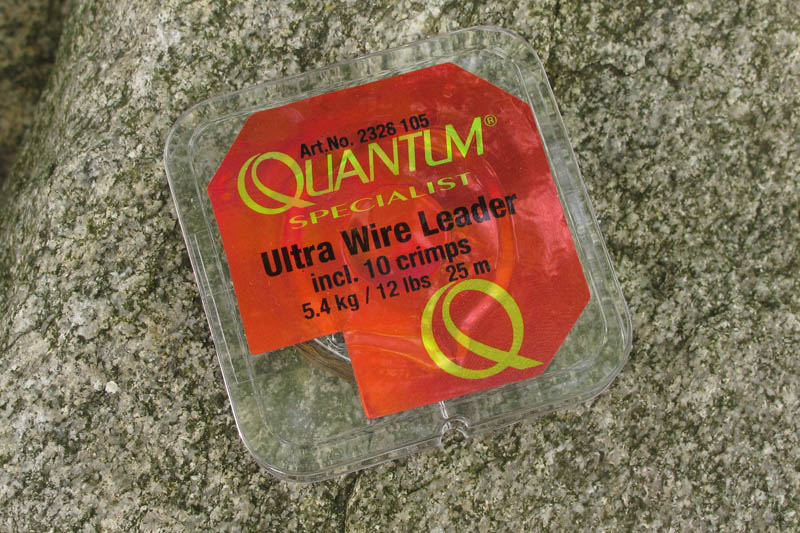 Art.No. 2326 105
QUANTUM®
SPECIALIST
Ultra Wire Leader
incl. 10 crimps
5.4 kg / 12 lbs 25 m
Q